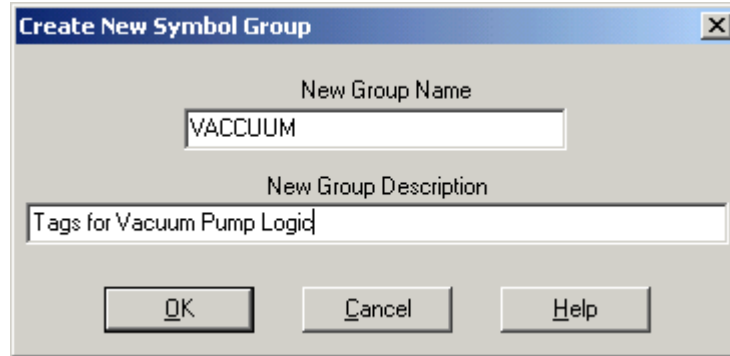 Create New Symbol Group
New Group Name
VACCUUM
New Group Description
Tags for Vacuum Pump Logic
OK
Cancel
Help